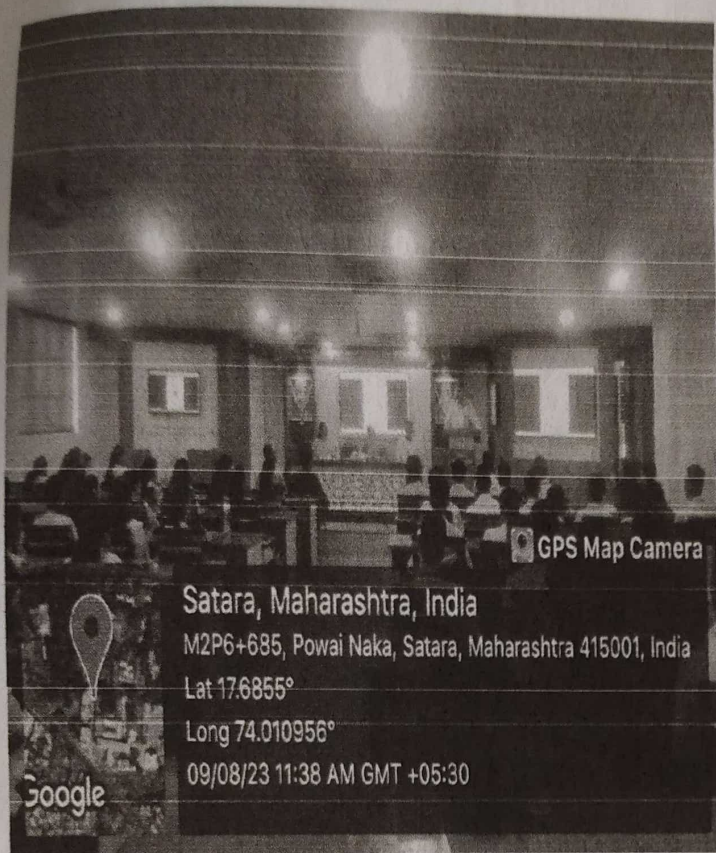 GPS Map Camera
Satara, Maharashtra, India
M2P6+685, Powai Naka, Satara, Maharashtra 415001, India
Lat 17.6855°
Long 74.010956°
09/08/23 11:38 AM GMT +05:30
Google